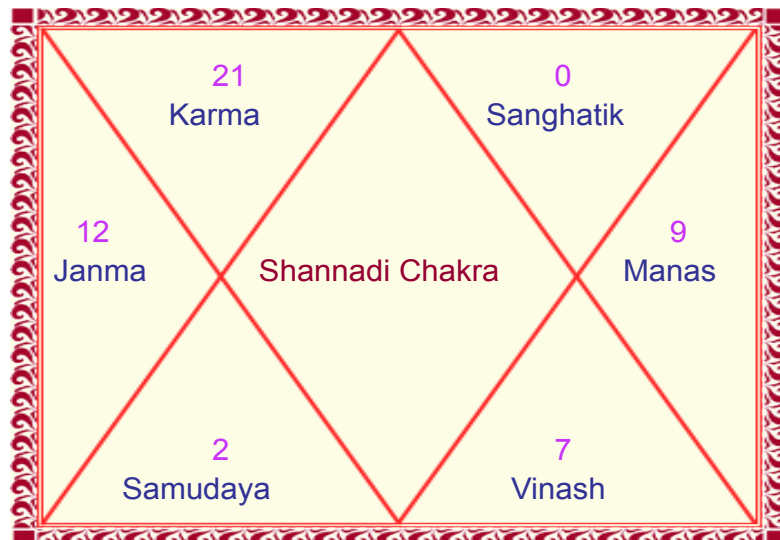 21
Karma
0
Sanghatik
12
Janma
Shannadi Chakra
9
Manas
2
Samudaya
7
Vinash